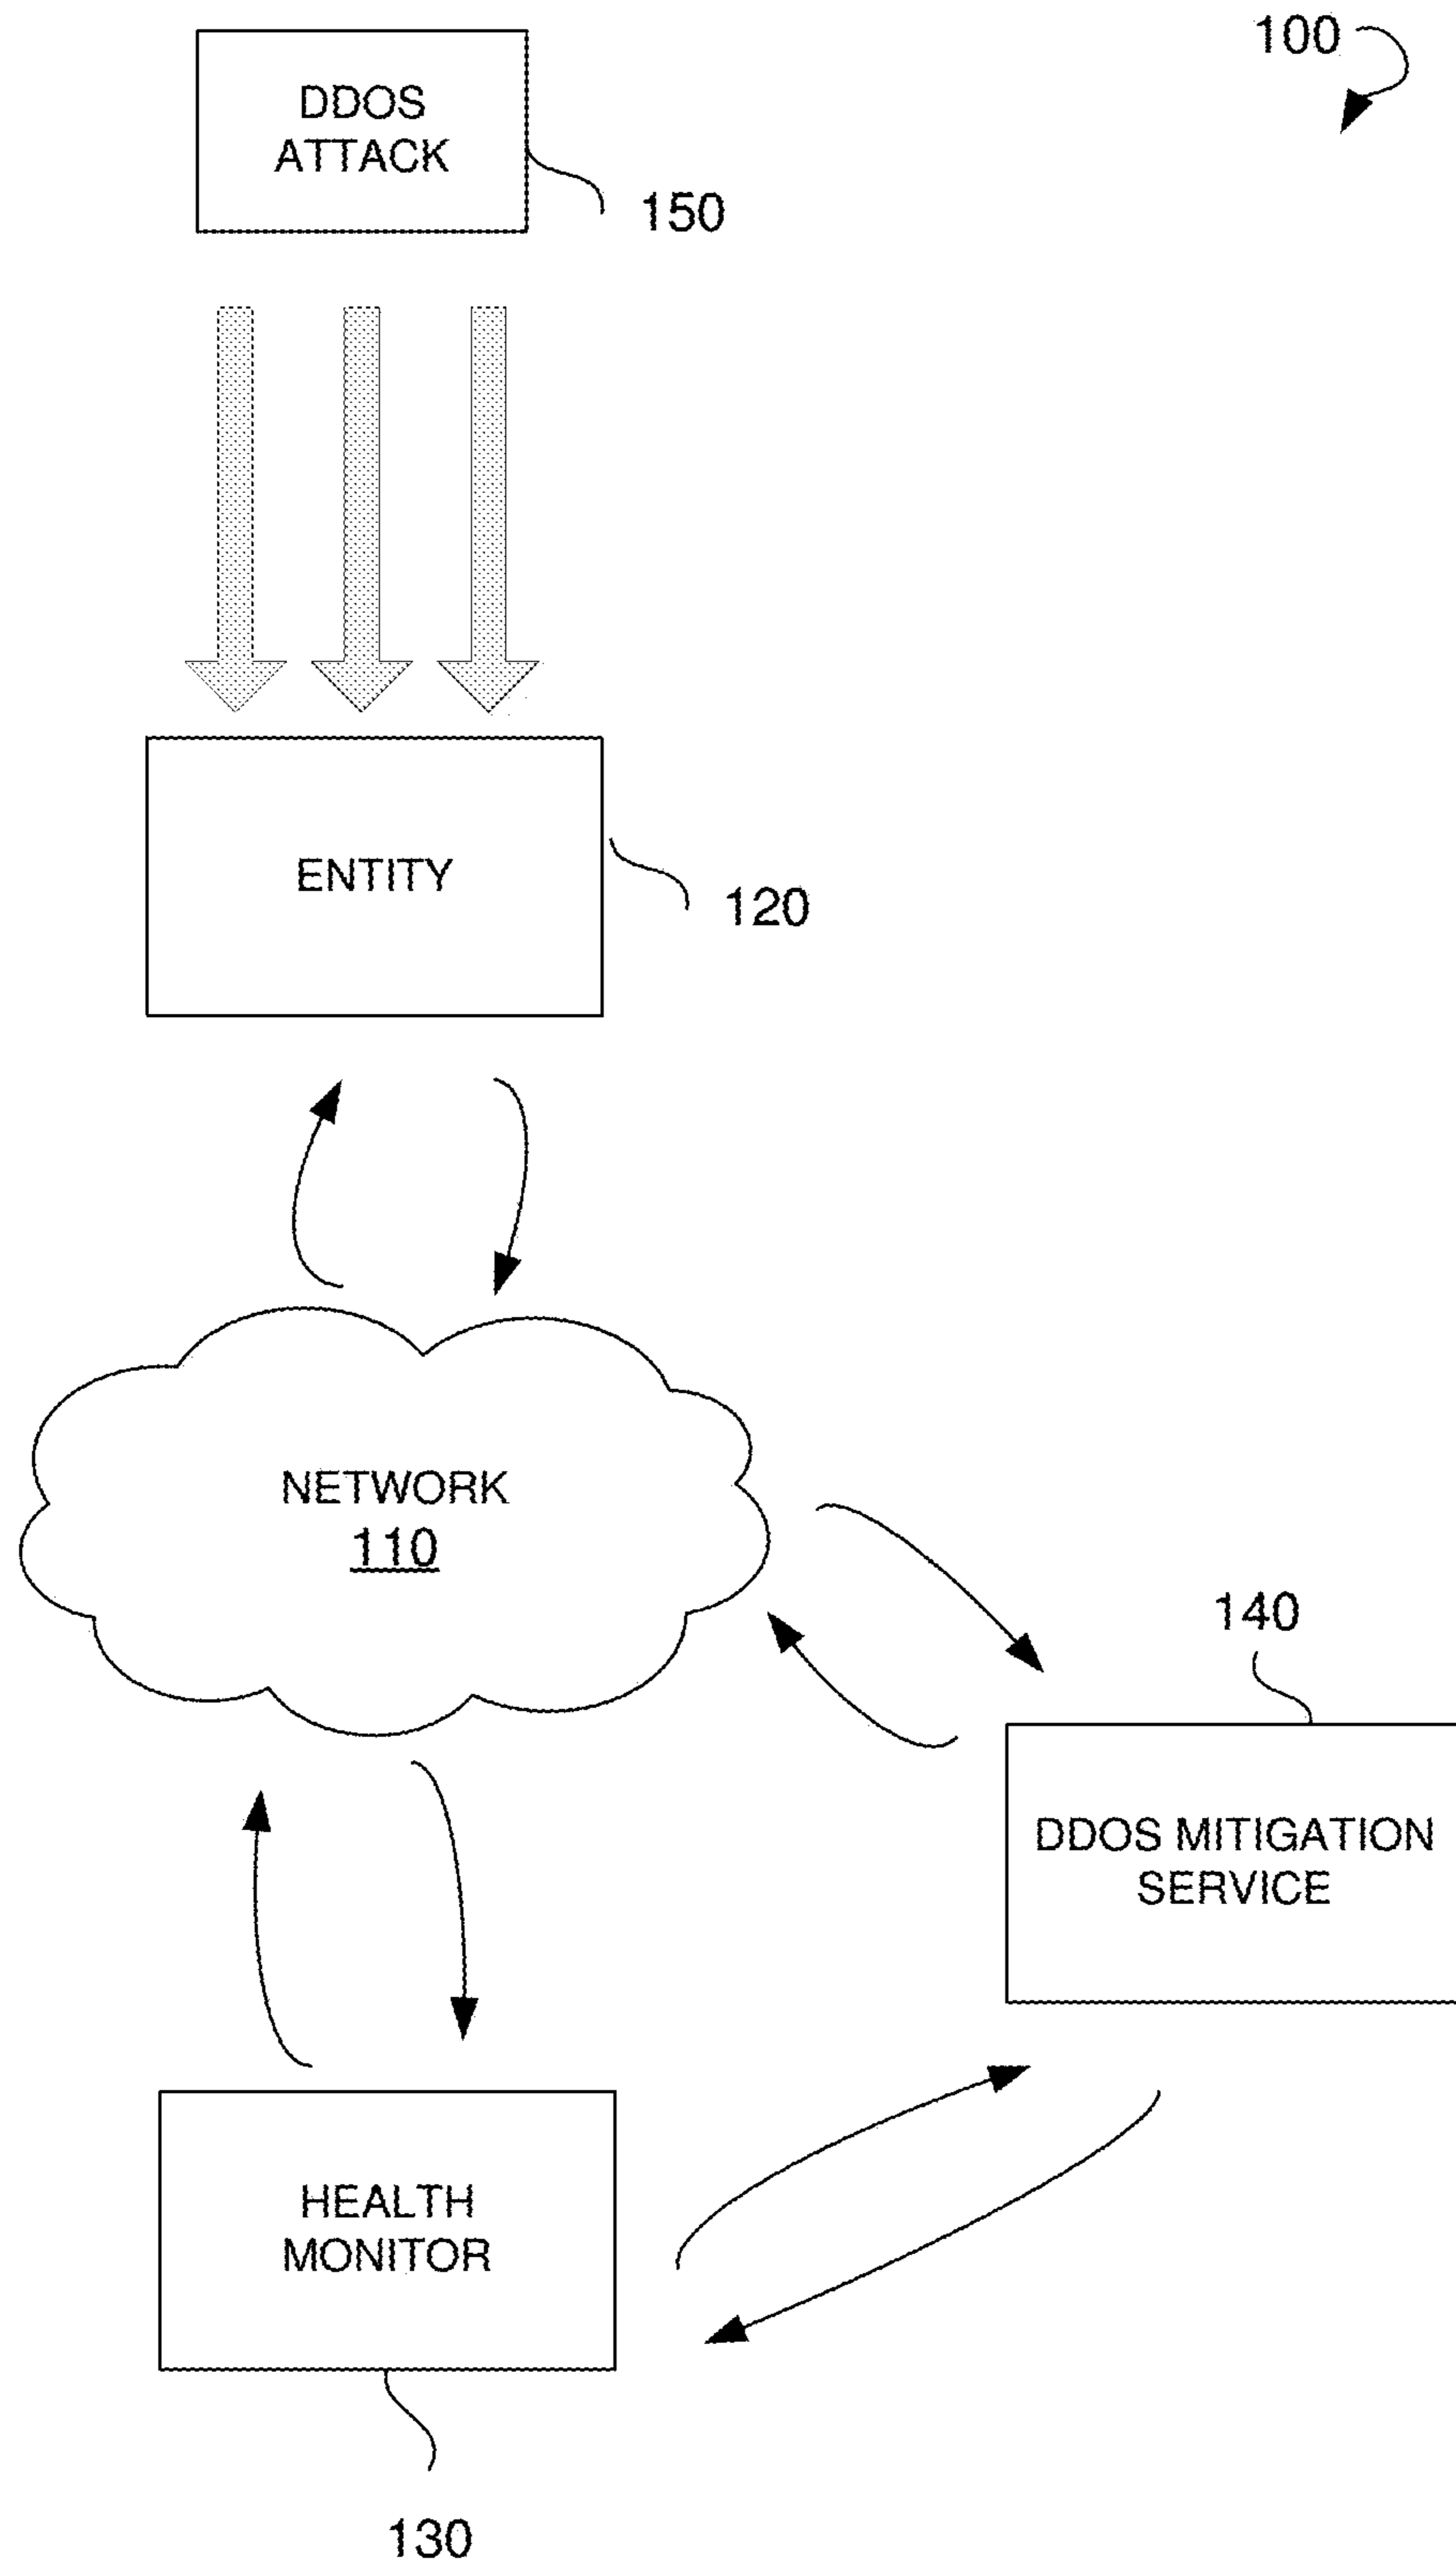 100
DDOS
ATTACK
150
ENTITY
120
NETWORK
110
140
DDOS MITIGATION
SERVICE
HEALTH
MONITOR
130